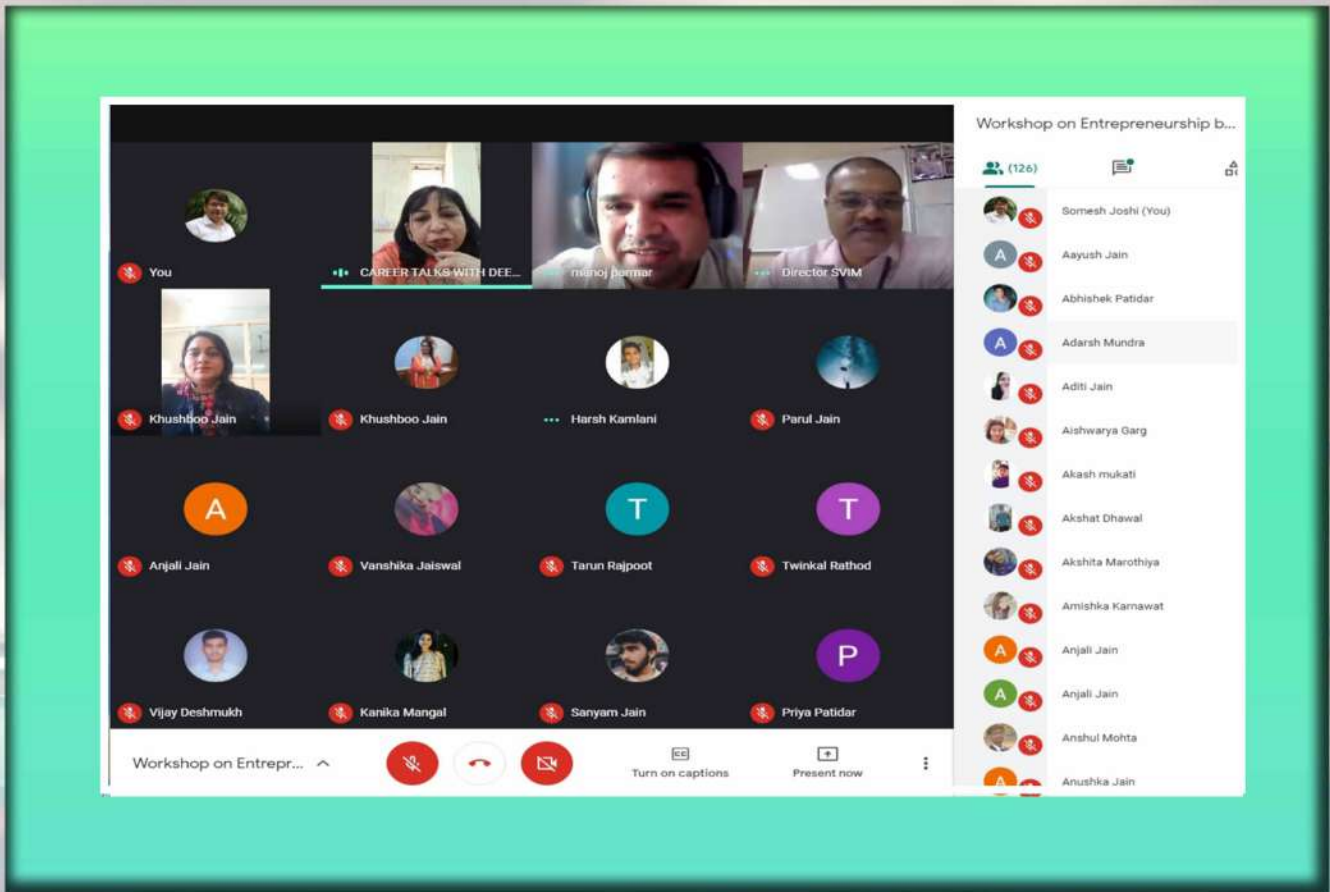 You
CAREER TALKS WITH DEE...
manoj parmar
Director SVIM
Khushboo Jain
Khushboo Jain
Harsh Kamlani
Parul Jain
A
T
T
Anjali Jain
Vanshika Jaiswal
Tarun Rajpoot
Twinkal Rathod
P
Vijay Deshmukh
Kanika Mangal
Sanyam Jain
Priya Patidar
Workshop on Entrepr...
CC
Turn on captions
Present now
Workshop on Entrepreneurship b...
(126)
Somesh Joshi (You)
A
Aayush Jain
Abhishek Patidar
A
Adarsh Mundra
Aditi Jain
Aishwarya Garg
Akash mukati
Akshat Dhawal
Akshita Marothiya
Amishka Karnawat
A
Anjali Jain
A
Anjali Jain
Anshul Mohta
A
Anushka Jain